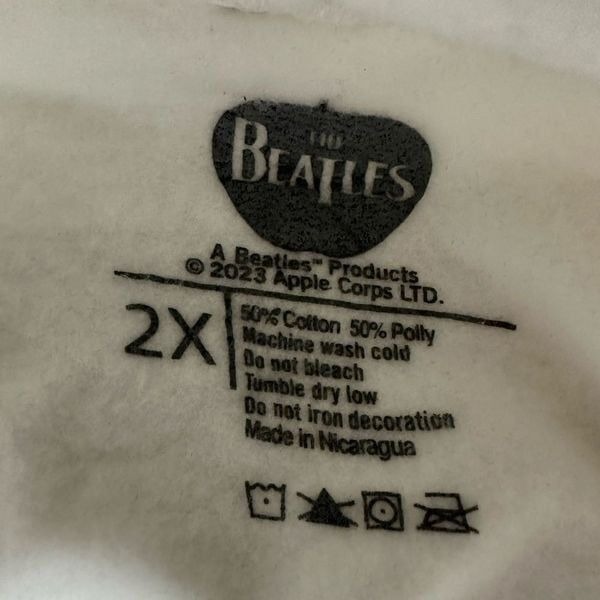 THE
BEATLES
A Beatles™ Products
© 2023 Apple Corps LTD.
2X
50% Cotton 50% Polly
Machine wash cold
Do not bleach
Tumble dry low
Do not iron decoration
Made in Nicaragua